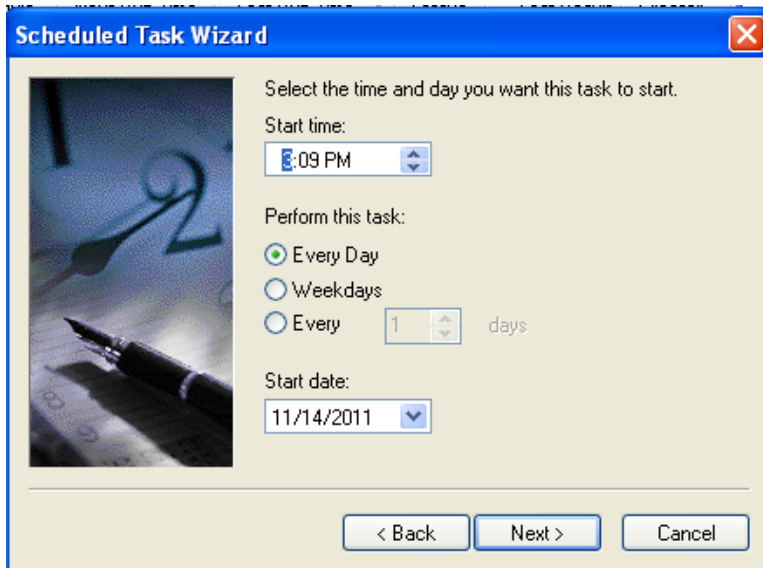 Scheduled Task Wizard
Select the time and day you want this task to start.
Start time:
3:09 PM
Perform this task:
Every Day
Weekdays
Every 1 days
Start date:
11/14/2011
< Back Next > Cancel